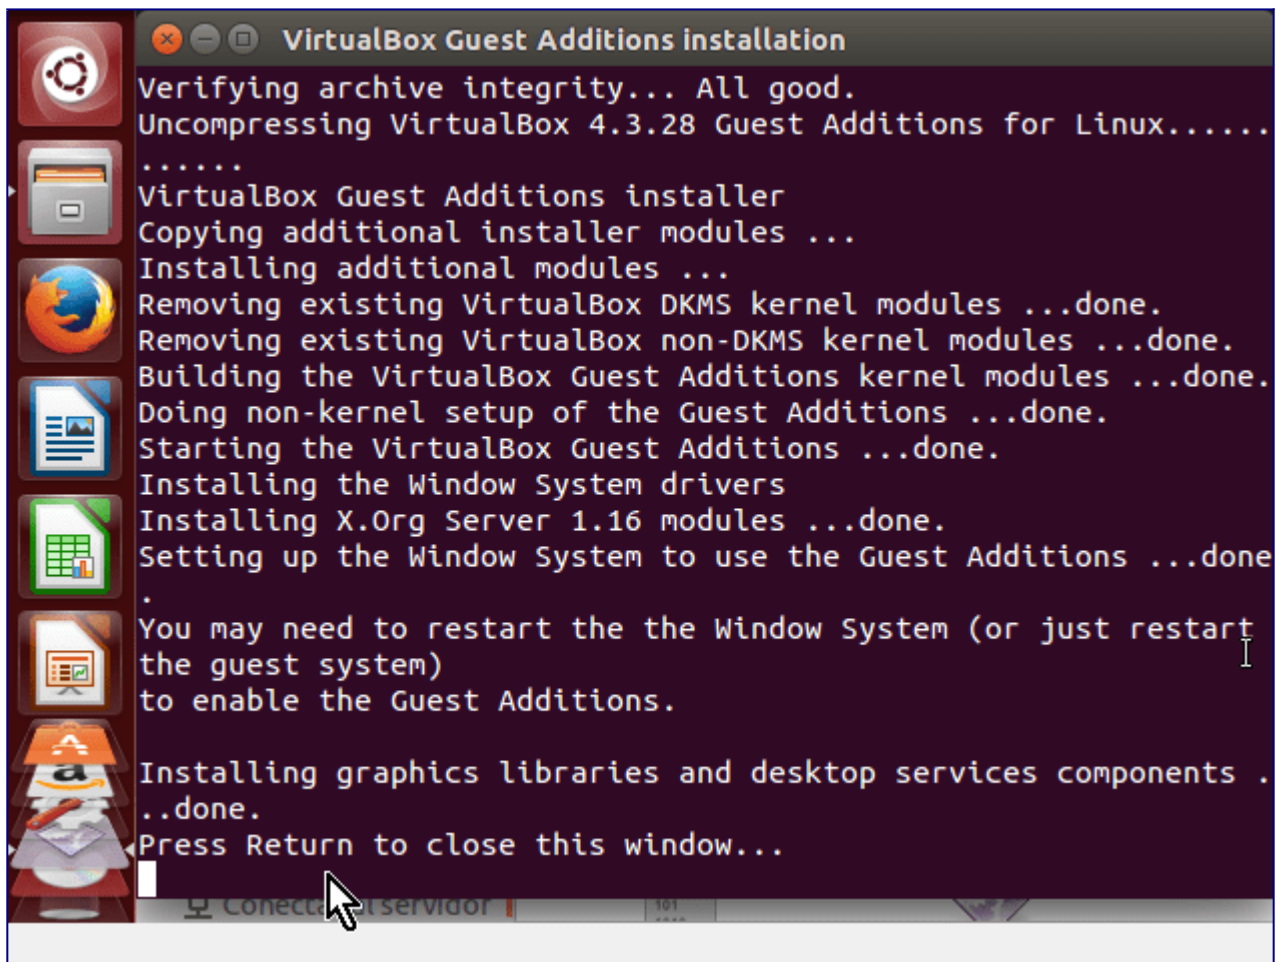 VirtualBox Guest Additions installation
Verifying archive integrity... All good.
Uncompressing VirtualBox 4.3.28 Guest Additions for Linux......
......
VirtualBox Guest Additions installer
Copying additional installer modules ...
Installing additional modules ...
Removing existing VirtualBox DKMS kernel modules ...done.
Removing existing VirtualBox non-DKMS kernel modules ...done.
Building the VirtualBox Guest Additions kernel modules ...done.
Doing non-kernel setup of the Guest Additions ...done.
Starting the VirtualBox Guest Additions ...done.
Installing the Window System drivers
Installing X.Org Server 1.16 modules ...done.
Setting up the Window System to use the Guest Additions ...done
.
You may need to restart the the Window System (or just restart
the guest system)
to enable the Guest Additions.
Installing graphics libraries and desktop services components .
..done.
Press Return to close this window...
servidor
101